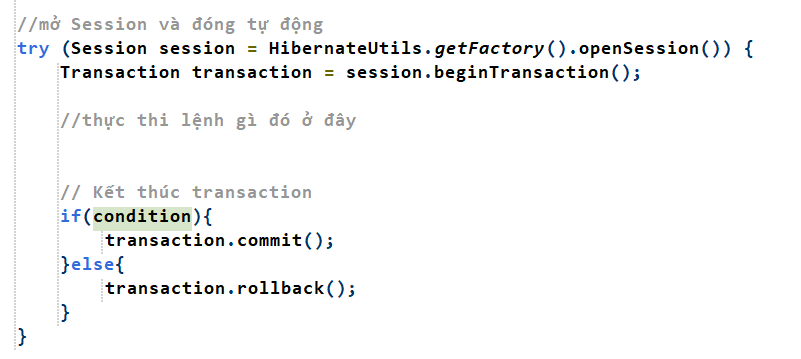 //mở Session và đóng tự động
try (Session session = HibernateUtils.getFactory().openSession()) {
    Transaction transaction = session.beginTransaction();
    //thực thi lệnh gì đó ở đây
    // Kết thúc transaction
    if(condition){
        transaction.commit();
    }else{
        transaction.rollback();
    }
}